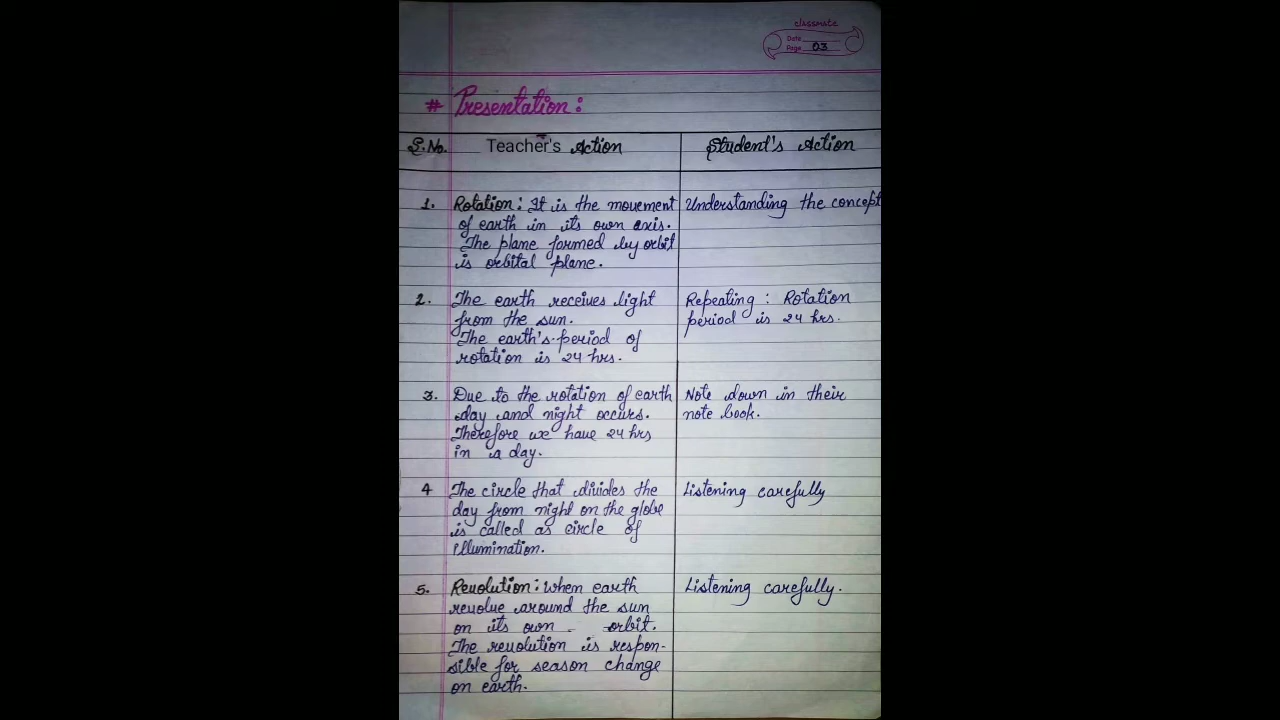 classmate
Date
Page 03
# Presentation:
S.No. Teacher's Action Student's Action
1. Rotation: It is the movement Understanding the concept
of earth in its own axis.
The plane formed by orbit
is orbital plane.
2. The earth receives light Repeating: Rotation
from the sun. period is 24 hrs.
The earth's period of
rotation is 24 hrs.
3. Due to the rotation of earth Note down in their
day and night occurs. note book.
Therefore we have 24 hrs
in a day.
4 The circle that divides the Listening carefully
day from night on the globe
is called as circle of
illumination.
5. Revolution: When earth Listening carefully.
revolve around the sun
on its own orbit.
The revolution is respon-
sible for season change
on earth.